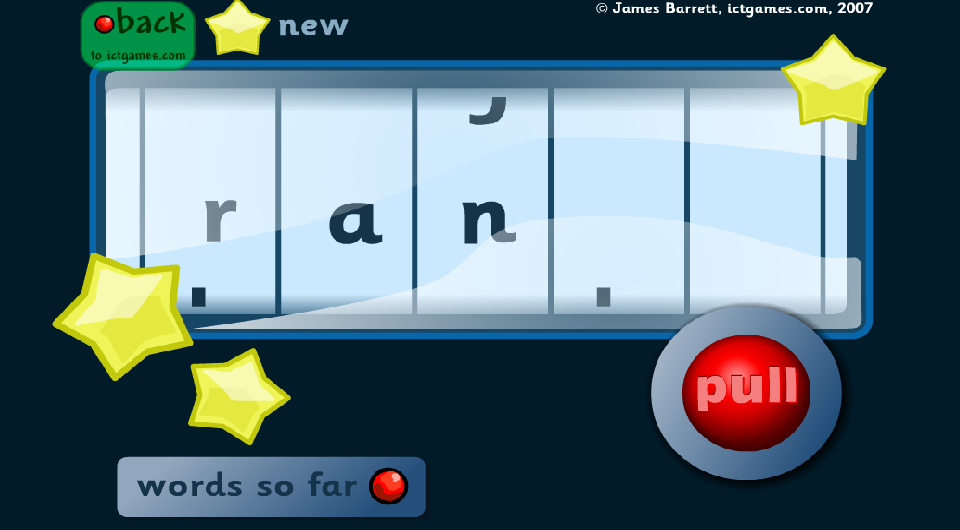 © James Barrett, ictgames.com, 2007
back
to ictgames.com
new
r a n
pull
words so far